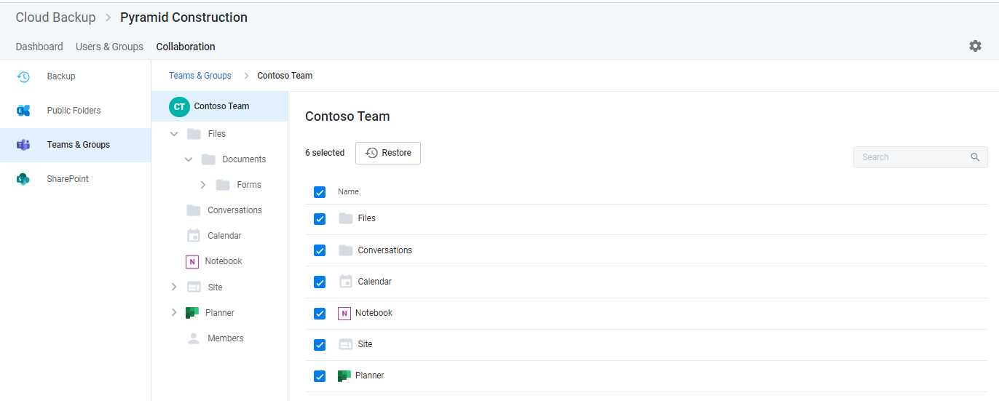 Cloud Backup > Pyramid Construction
Dashboard Users & Groups Collaboration
Backup
Public Folders
Teams & Groups
SharePoint
Teams & Groups > Contoso Team
CT Contoso Team
Files
Documents
Forms
Conversations
Calendar
N Notebook
Site
Planner
Members
Contoso Team
6 selected Restore Search
Name
Files
Conversations
Calendar
N Notebook
Site
Planner